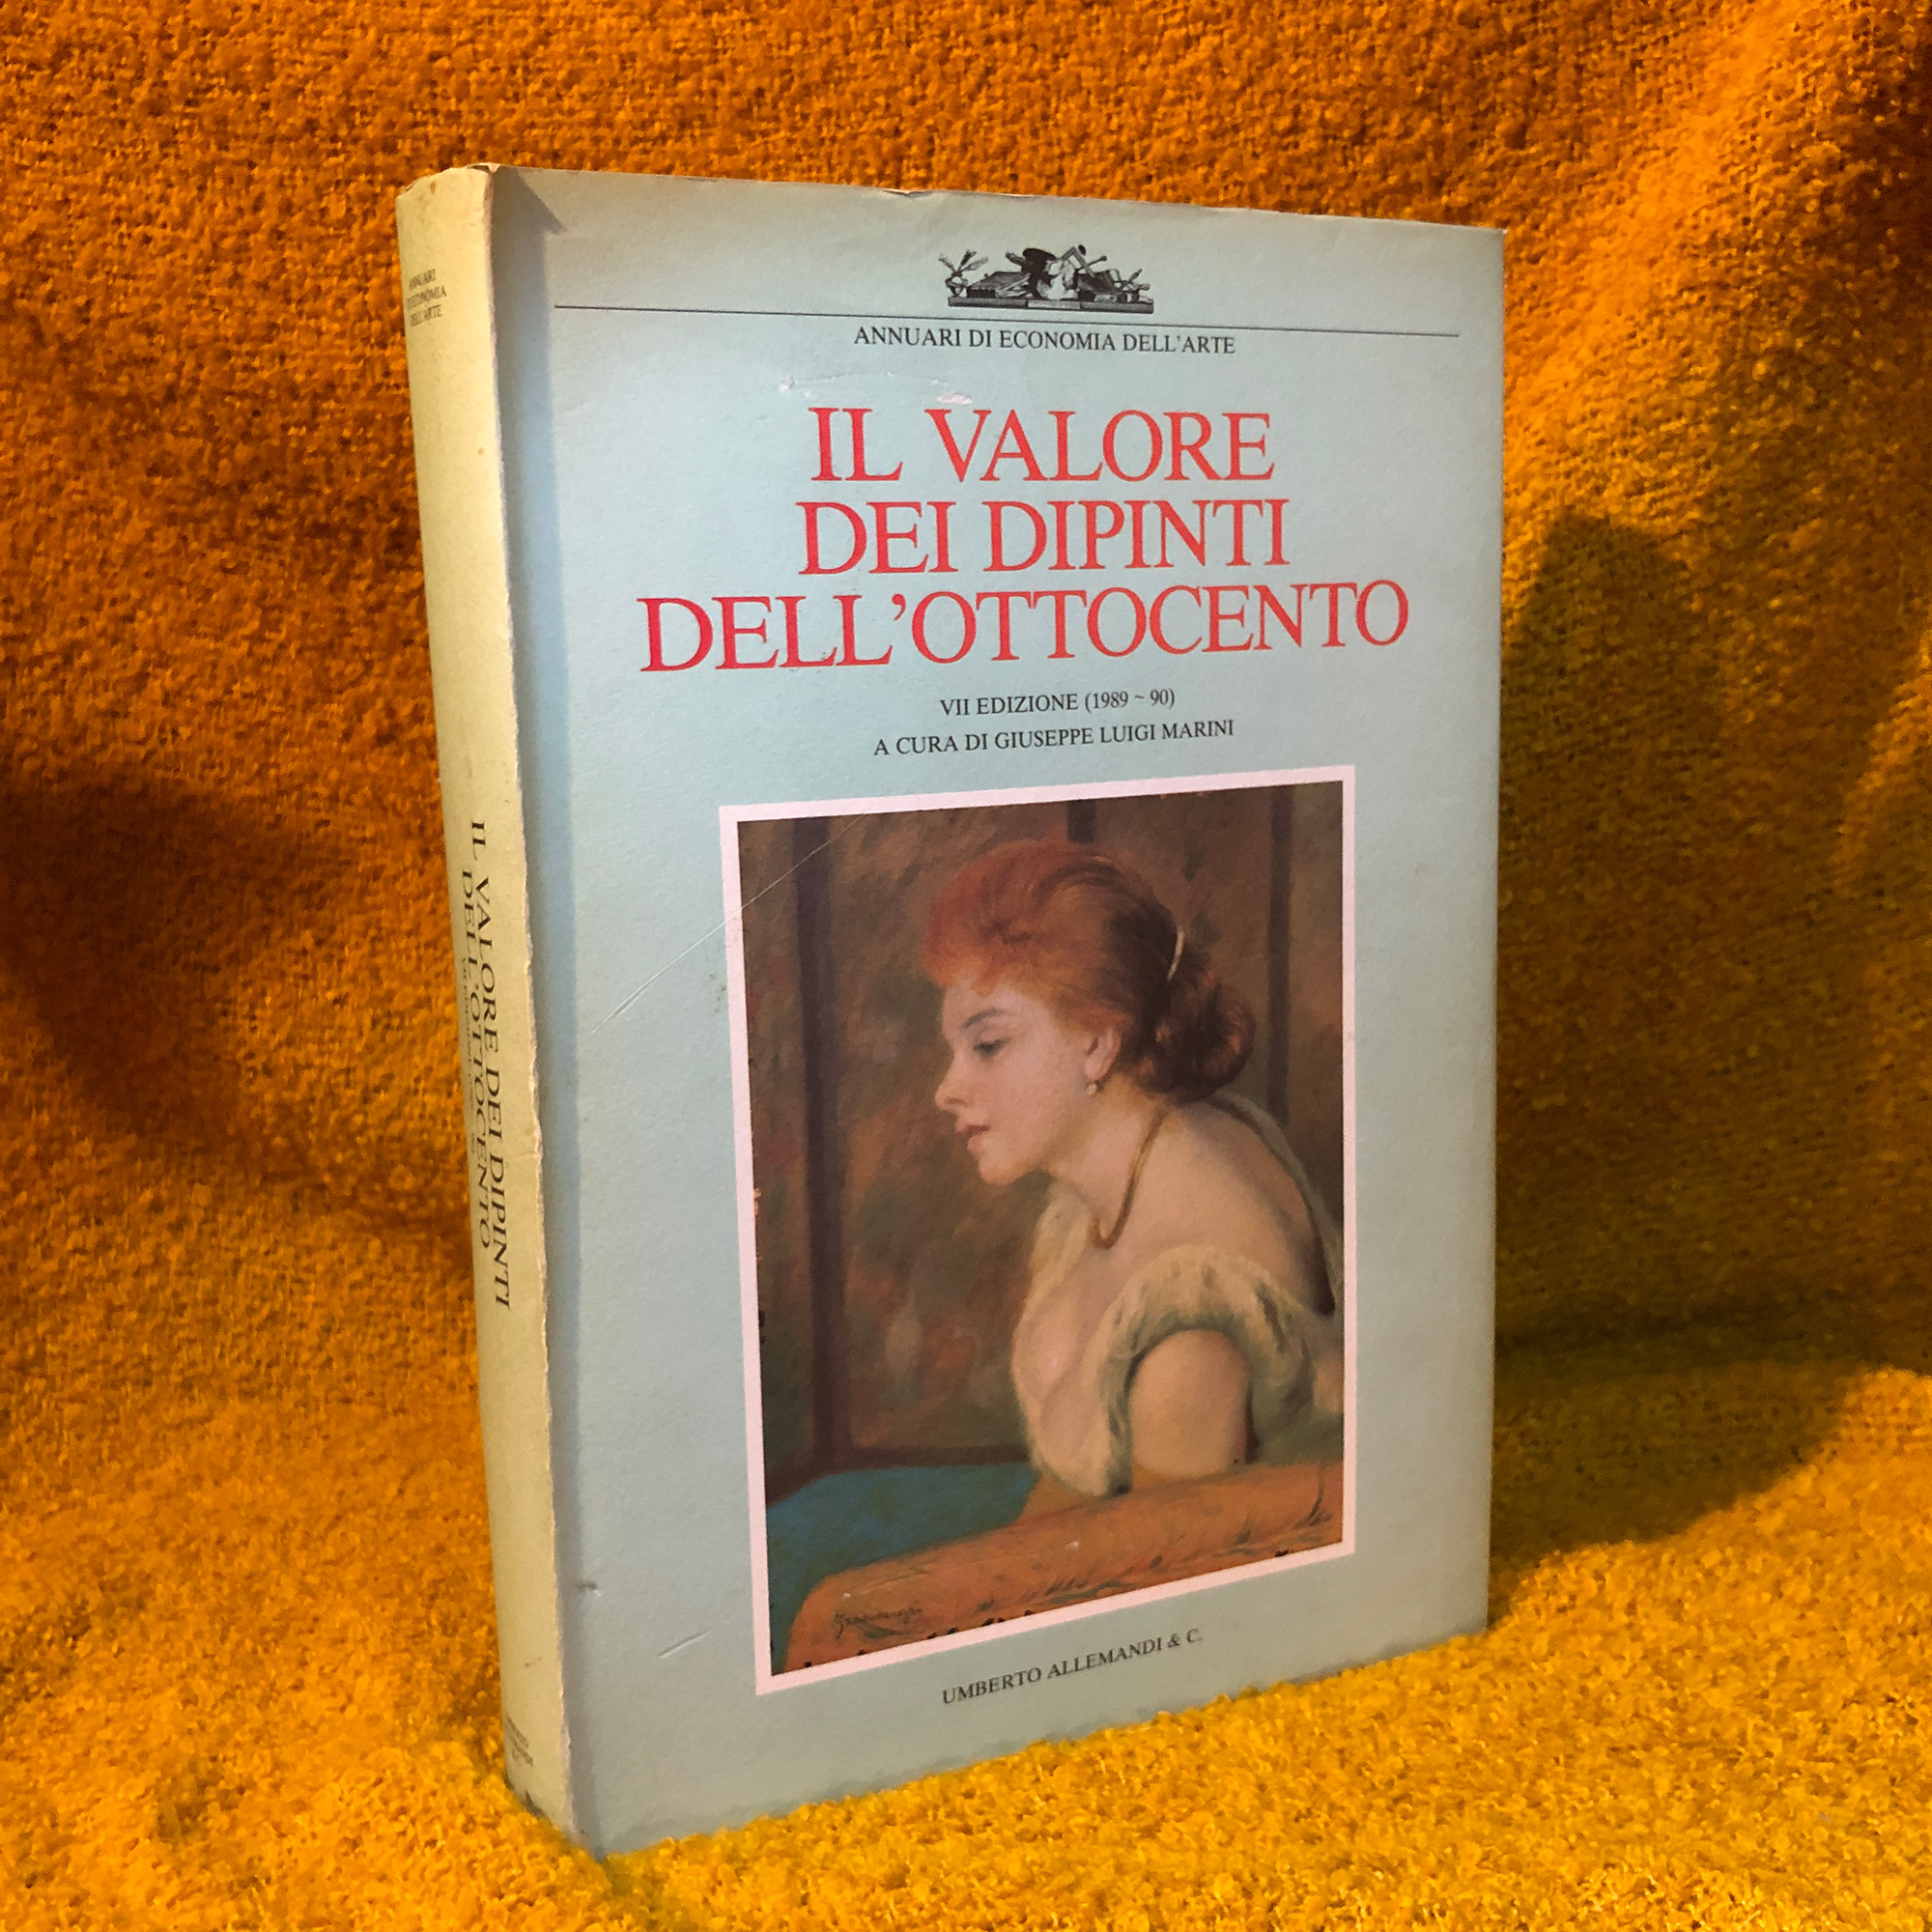 ANNUARI
DI ECONOMIA
DELL'ARTE
IL VALORE DEI DIPINTI
DELL'OTTOCENTO
ANNUARI DI ECONOMIA DELL'ARTE
IL VALORE
DEI DIPINTI
DELL'OTTOCENTO
VII EDIZIONE (1989 ~ 90)
A CURA DI GIUSEPPE LUIGI MARINI
UMBERTO ALLEMANDI & C.